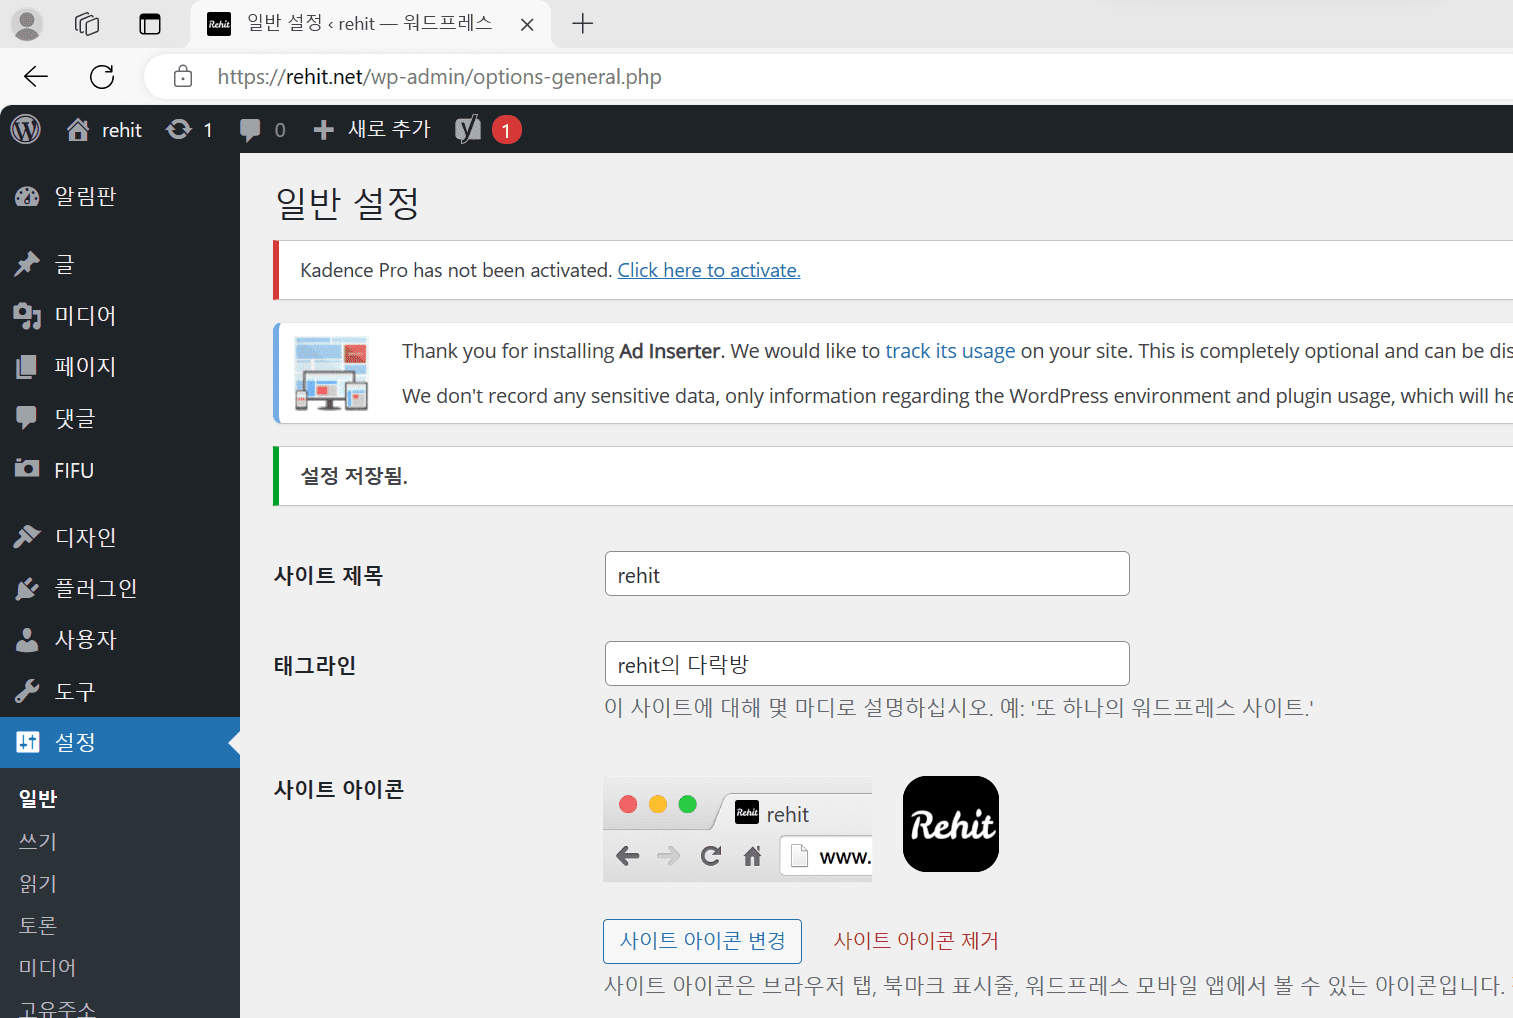 Rehit 일반 설정 ‹ rehit — 워드프레스
https://rehit.net/wp-admin/options-general.php
rehit 1 0 새로 추가 1
알림판
글
미디어
페이지
댓글
FIFU
디자인
플러그인
사용자
도구
설정
일반
쓰기
읽기
토론
미디어
고유주소
일반 설정
Kadence Pro has not been activated. Click here to activate.
Thank you for installing Ad Inserter. We would like to track its usage on your site. This is completely optional and can be dis
We don't record any sensitive data, only information regarding the WordPress environment and plugin usage, which will he
설정 저장됨.
사이트 제목
rehit
태그라인
rehit의 다락방
이 사이트에 대해 몇 마디로 설명하십시오. 예: '또 하나의 워드프레스 사이트.'
사이트 아이콘
Rehit rehit
www.
Rehit
사이트 아이콘 변경 사이트 아이콘 제거
사이트 아이콘은 브라우저 탭, 북마크 표시줄, 워드프레스 모바일 앱에서 볼 수 있는 아이콘입니다.